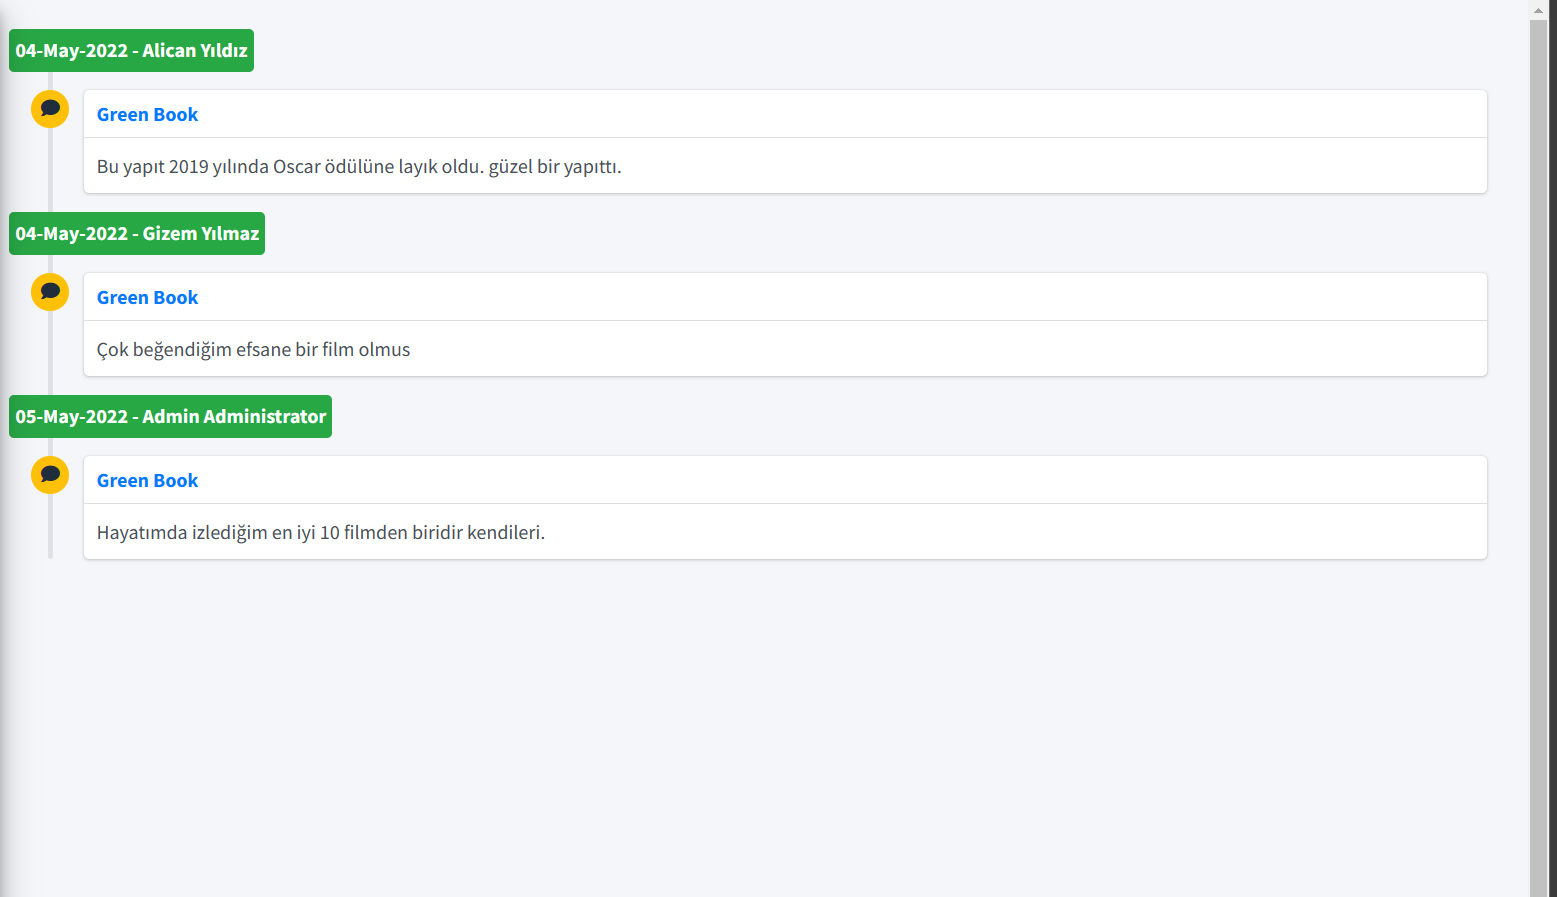 04-May-2022 - Alican Yıldız
Green Book
Bu yapıt 2019 yılında Oscar ödülüne layık oldu. güzel bir yapıttı.
04-May-2022 - Gizem Yılmaz
Green Book
Çok beğendiğim efsane bir film olmus
05-May-2022 - Admin Administrator
Green Book
Hayatımda izlediğim en iyi 10 filmden biridir kendileri.